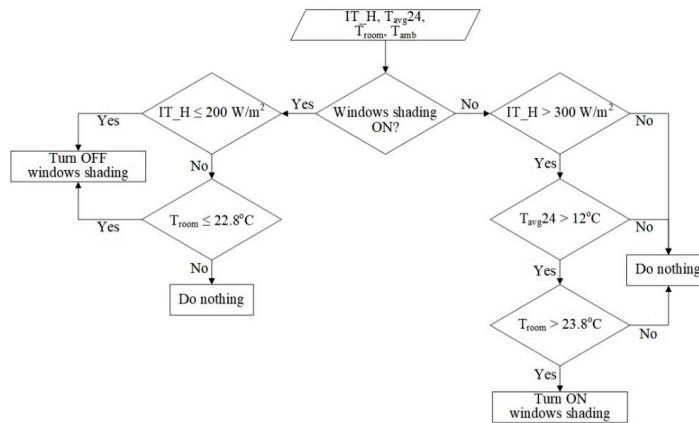 IT_H, Tavg24,
Troom, Tamb
IT_H ≤ 200 W/m²
Yes
Windows shading
ON?
No
IT_H > 300 W/m²
Yes
No
Turn OFF
windows shading
No
Yes
Troom ≤ 22.8°C
Yes
Tavg24 > 12°C
No
No
Yes
Do nothing
Do nothing
Troom > 23.8°C
No
Yes
Turn ON
windows shading